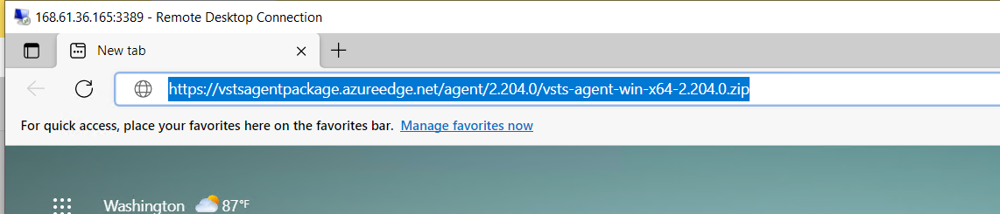 168.61.36.165:3389 - Remote Desktop Connection
New tab
https://vstsagentpackage.azureedge.net/agent/2.204.0/vsts-agent-win-x64-2.204.0.zip
For quick access, place your favorites here on the favorites bar. Manage favorites now
Washington 87°F